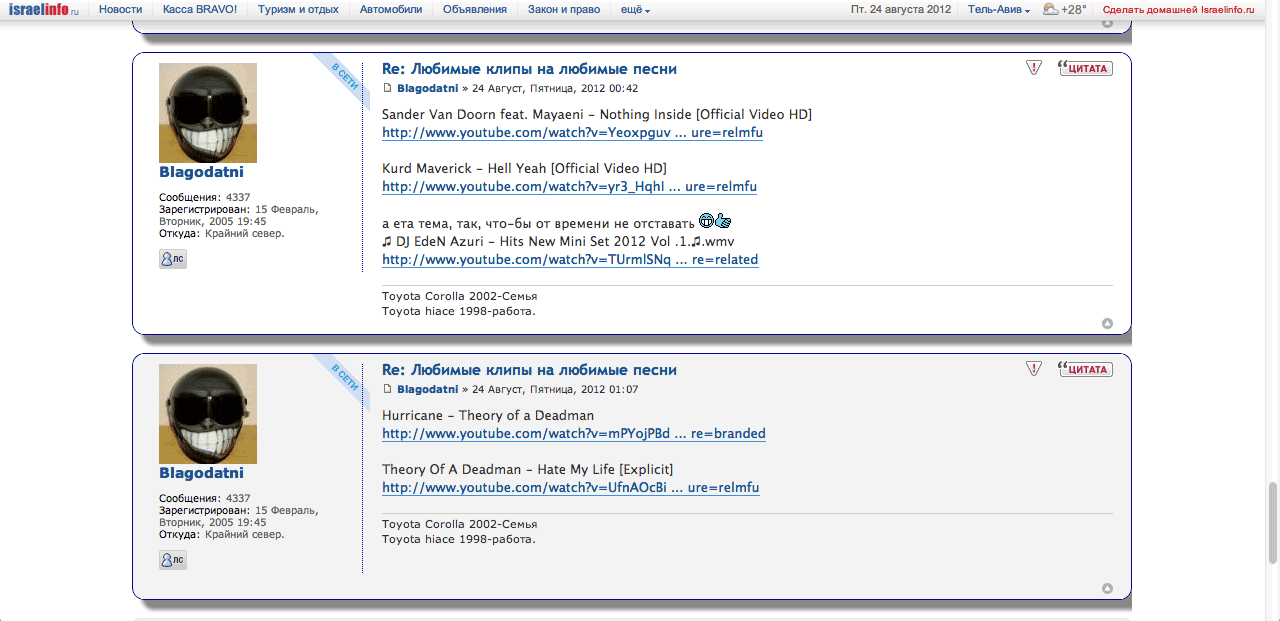 israelinfo.ru Новости Касса BRAVO! Туризм и отдых Автомобили Объявления Закон и право ещё Пт. 24 августа 2012 Тель-Авив +28° Сделать домашней Israelinfo.ru
В СЕТИ
Re: Любимые клипы на любимые песни
ЦИТАТА
Blagodatni » 24 Август, Пятница, 2012 00:42
Sander Van Doorn feat. Mayaeni - Nothing Inside [Official Video HD]
http://www.youtube.com/watch?v=Yeoxpguv ... ure=relmfu
Kurd Maverick - Hell Yeah [Official Video HD]
http://www.youtube.com/watch?v=yr3_HqhI ... ure=relmfu
а ета тема, так, что-бы от времени не отставать
♫ DJ EdeN Azuri - Hits New Mini Set 2012 Vol .1.♫.wmv
http://www.youtube.com/watch?v=TUrmlSNq ... re=related
Toyota Corolla 2002-Семья
Toyota hiace 1998-работа.
Blagodatni
Сообщения: 4337
Зарегистрирован: 15 Февраль,
Вторник, 2005 19:45
Откуда: Крайний север.
ЛС
В СЕТИ
Re: Любимые клипы на любимые песни
ЦИТАТА
Blagodatni » 24 Август, Пятница, 2012 01:07
Hurricane - Theory of a Deadman
http://www.youtube.com/watch?v=mPYojPBd ... re=branded
Theory Of A Deadman - Hate My Life [Explicit]
http://www.youtube.com/watch?v=UfnAOcBi ... ure=relmfu
Toyota Corolla 2002-Семья
Toyota hiace 1998-работа.
Blagodatni
Сообщения: 4337
Зарегистрирован: 15 Февраль,
Вторник, 2005 19:45
Откуда: Крайний север.
ЛС